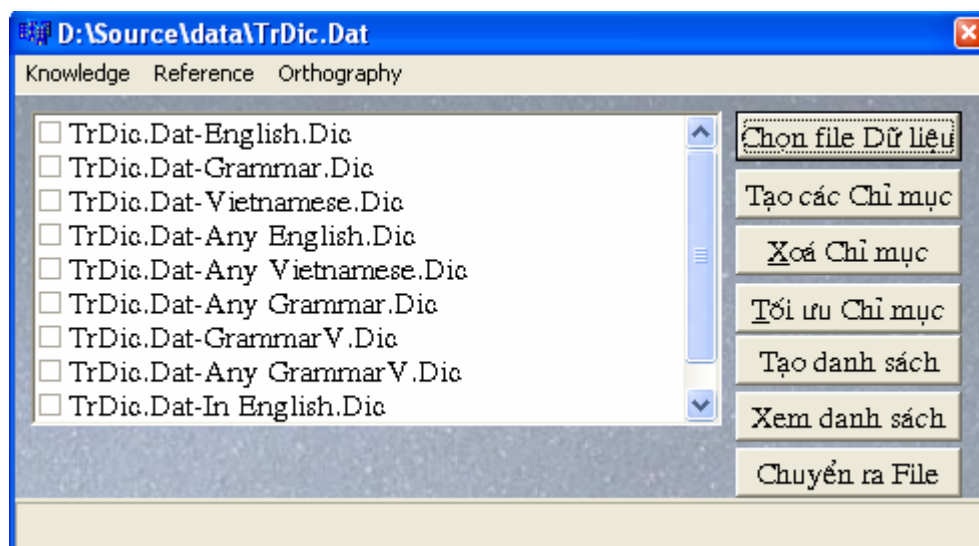 D:\Source\data\TrDic.Dat
Knowledge Reference Orthography
TrDic.Dat-English.Dic
TrDic.Dat-Grammar.Dic
TrDic.Dat-Vietnamese.Dic
TrDic.Dat-Any English.Dic
TrDic.Dat-Any Vietnamese.Dic
TrDic.Dat-Any Grammar.Dic
TrDic.Dat-GrammarV.Dic
TrDic.Dat-Any GrammarV.Dic
TrDic.Dat-In English.Dic
Chọn file Dữ liệu
Tạo các Chỉ mục
Xoá Chỉ mục
Tối ưu Chỉ mục
Tạo danh sách
Xem danh sách
Chuyển ra File